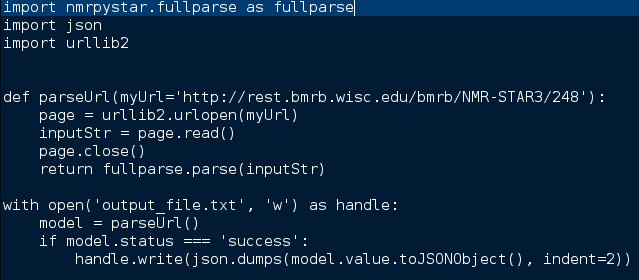 import nmrpystar.fullparse as fullparse
import json
import urllib2
def parseUrl(myUrl='http://rest.bmrb.wisc.edu/bmrb/NMR-STAR3/248'):
    page = urllib2.urlopen(myUrl)
    inputStr = page.read()
    page.close()
    return fullparse.parse(inputStr)
with open('output_file.txt', 'w') as handle:
    model = parseUrl()
    if model.status === 'success':
        handle.write(json.dumps(model.value.toJSONObject(), indent=2))